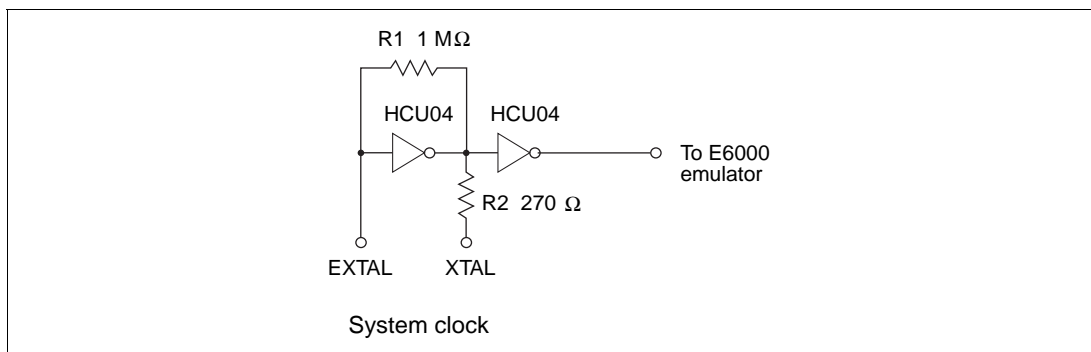 R1 1 MΩ
HCU04 HCU04
To E6000
emulator
R2 270 Ω
EXTAL XTAL
System clock